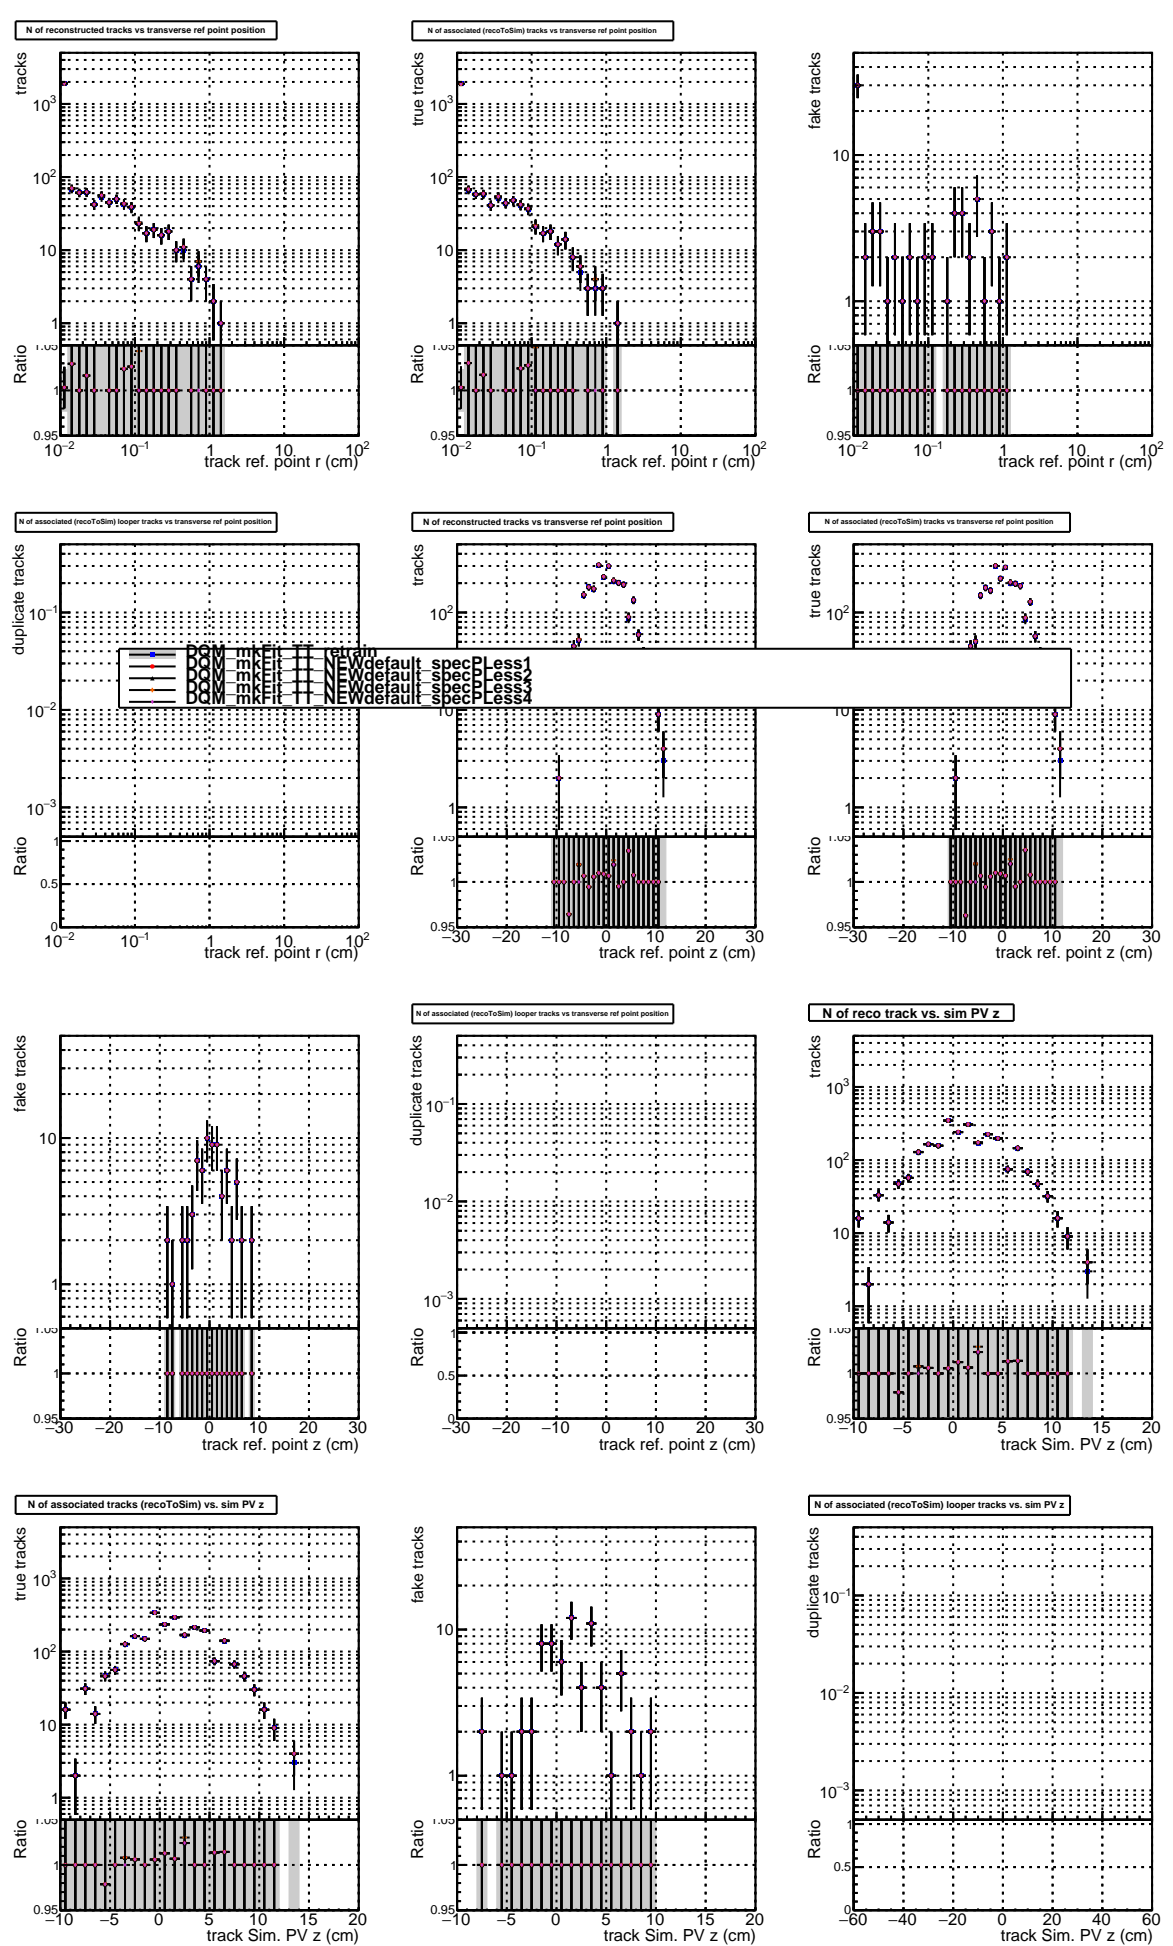 N of reconstructed tracks vs transverse ref point position
N of associated (recoToSim) tracks vs transverse ref point position
tracks
10³
10²
10
1
Ratio
1.05
1
0.95
10⁻² 10⁻¹ 1 10 10²
track ref. point r (cm)
true tracks
10³
10²
10
1
Ratio
1.05
1
0.95
10⁻² 10⁻¹ 1 10 10²
track ref. point r (cm)
fake tracks
10
1
Ratio
1.05
1
0.95
10⁻² 10⁻¹ 1 10 10²
track ref. point r (cm)
N of associated (recoToSim) looper tracks vs transverse ref point position
N of reconstructed tracks vs transverse ref point position
N of associated (recoToSim) tracks vs transverse ref point position
duplicate tracks
10⁻¹
10⁻²
10⁻³
Ratio
1
0.5
0
10⁻² 10⁻¹ 1 10 10²
track ref. point r (cm)
tracks
10²
10
1
Ratio
1.05
1
0.95
−30 −20 −10 0 10 20 30
track ref. point z (cm)
true tracks
10²
10
1
Ratio
1.05
1
0.95
−30 −20 −10 0 10 20 30
track ref. point z (cm)
DQM_mkFit_TT_retrain
DQM_mkFit_TT_NEWdefault_specPLess1
DQM_mkFit_TT_NEWdefault_specPLess2
DQM_mkFit_TT_NEWdefault_specPLess3
DQM_mkFit_TT_NEWdefault_specPLess4
N of associated (recoToSim) looper tracks vs transverse ref point position
N of reco track vs. sim PV z
fake tracks
10
1
Ratio
1.05
1
0.95
−30 −20 −10 0 10 20 30
track ref. point z (cm)
duplicate tracks
10⁻¹
10⁻²
10⁻³
Ratio
1
0.5
0
−30 −20 −10 0 10 20 30
track ref. point z (cm)
tracks
10³
10²
10
1
Ratio
1.05
1
0.95
−10 −5 0 5 10 15 20
track Sim. PV z (cm)
N of associated tracks (recoToSim) vs. sim PV z
N of associated (recoToSim) looper tracks vs. sim PV z
true tracks
10³
10²
10
1
Ratio
1.05
1
0.95
−10 −5 0 5 10 15 20
track Sim. PV z (cm)
fake tracks
10
1
Ratio
1.05
1
0.95
−10 −5 0 5 10 15 20
track Sim. PV z (cm)
duplicate tracks
10⁻¹
10⁻²
10⁻³
Ratio
1
0.5
0
−60 −40 −20 0 20 40 60
track Sim. PV z (cm)